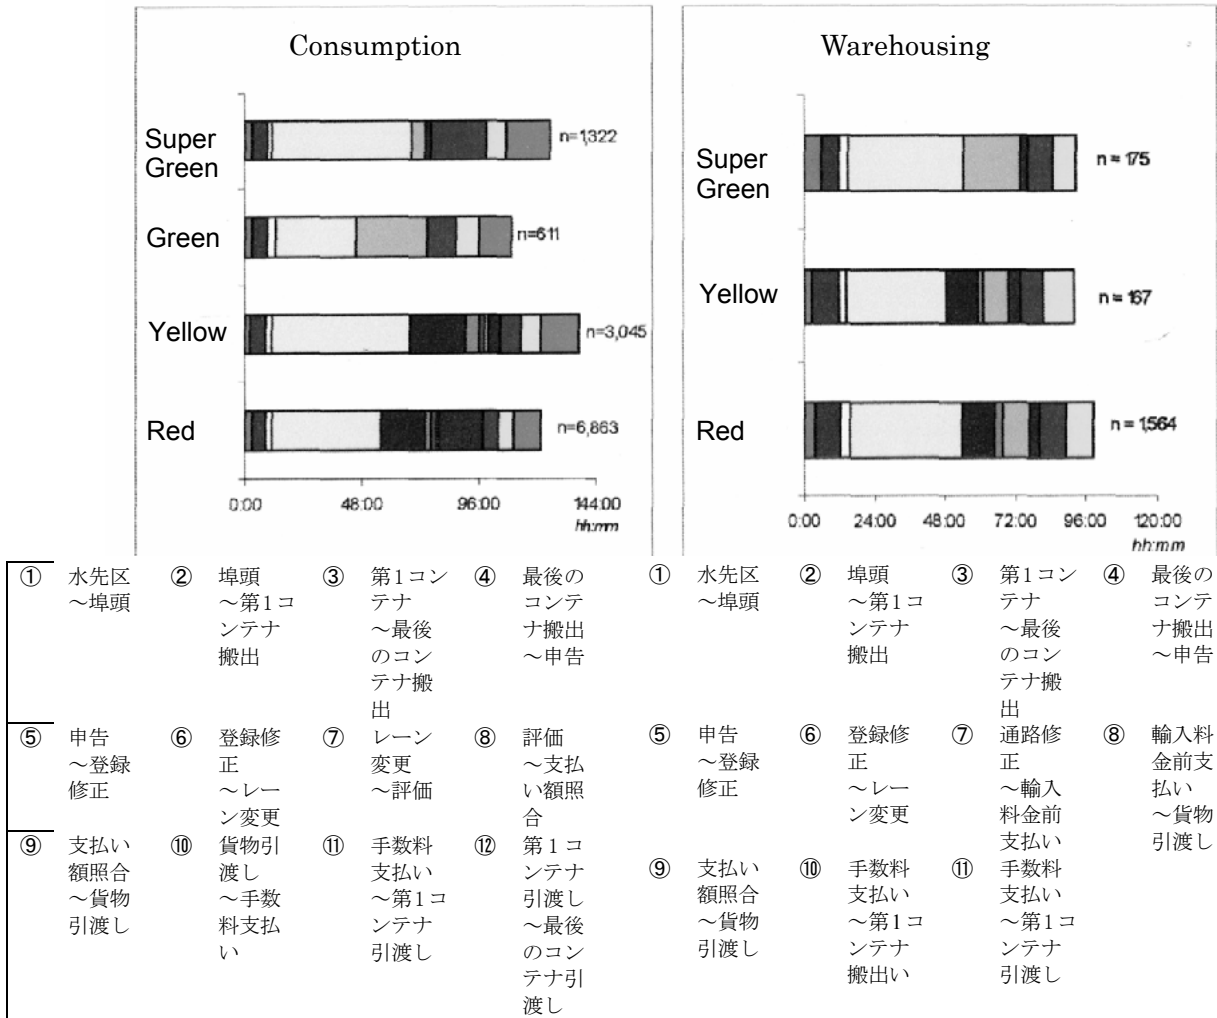 Consumption
Super
Green
n=1,322
Green
n=611
Yellow
n=3,045
Red
n=6,863
0:00
48:00
96:00
144:00
hh:mm
Warehousing
Super
Green
n = 175
Yellow
n = 167
Red
n = 1,564
0:00
24:00
48:00
72:00
96:00
120:00
hh:mm
① 水先区
～埠頭
② 埠頭
～第1コ
ンテナ
搬出
③ 第1コン
テナ
～最後
のコン
テナ搬
出
④ 最後の
コンテ
ナ搬出
～申告
⑤ 申告
～登録
修正
⑥ 登録修
正
～レー
ン変更
⑦ レーン
変更
～評価
⑧ 評価
～支払
い額照
合
⑨ 支払い
額照合
～貨物
引渡し
⑩ 貨物引
渡し
～手数
料支払
い
⑪ 手数料
支払い
～第1コ
ンテナ
引渡し
⑫ 第1コ
ンテナ
引渡し
～最後
のコン
テナ引
渡し
① 水先区
～埠頭
② 埠頭
～第1コ
ンテナ
搬出
③ 第1コン
テナ
～最後
のコン
テナ搬
出
④ 最後の
コンテ
ナ搬出
～申告
⑤ 申告
～登録
修正
⑥ 登録修
正
～レー
ン変更
⑦ 通路修
正
～輸入
料金前
支払い
⑧ 輸入料
金前支
払い
～貨物
引渡し
⑨ 支払い
額照合
～貨物
引渡し
⑩ 手数料
支払い
～第1コ
ンテナ
搬出い
⑪ 手数料
支払い
～第1コ
ンテナ
引渡し